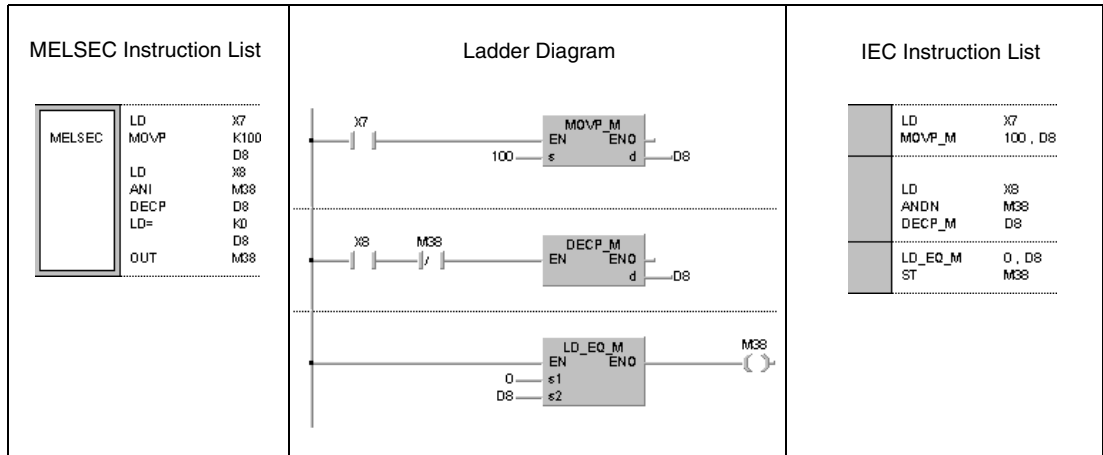 MELSEC Instruction List
Ladder Diagram
IEC Instruction List
MELSEC
LD X7
MOVP K100
D8
LD X8
ANI M38
DECP D8
LD= K0
D8
OUT M38
X7
MOVP_M
EN ENO
100 s d D8
X8 M38
DECP_M
EN ENO
d D8
LD_EQ_M
EN ENO
M38
0 s1
D8 s2
LD X7
MOVP_M 100 , D8
LD X8
ANDN M38
DECP_M D8
LD_EQ_M 0 , D8
ST M38